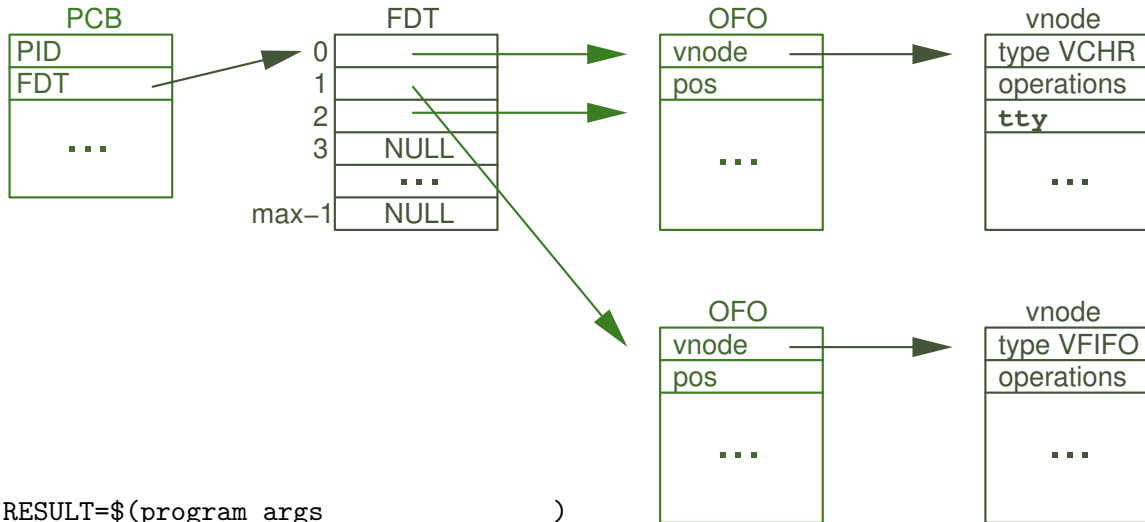 PCB
PID
FDT
...
FDT
0
1
2
3 NULL
...
max−1 NULL
OFO
vnode
pos
...
vnode
type VCHR
operations
tty
...
OFO
vnode
pos
...
vnode
type VFIFO
operations
...
RESULT=$(program args )